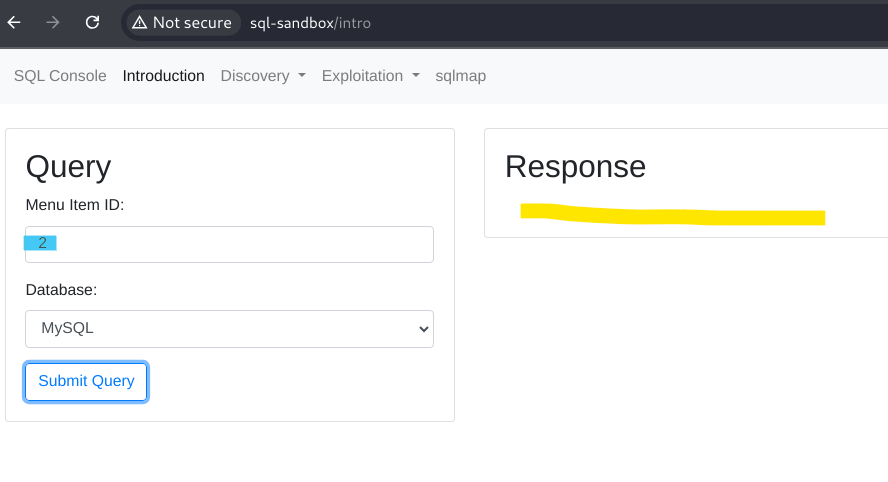 Not secure sql-sandbox/intro
SQL Console Introduction Discovery Exploitation sqlmap
Query
Menu Item ID:
2
Database:
MySQL
Submit Query
Response